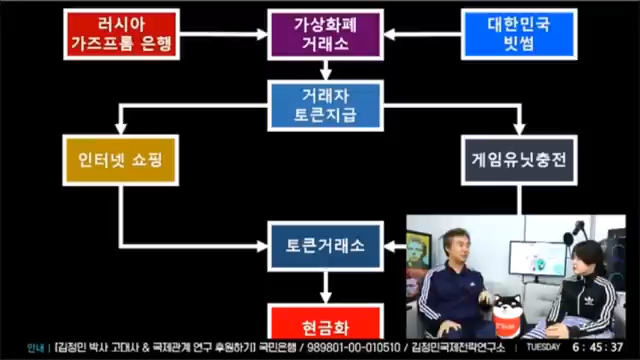 러시아
가즈프롬 은행
가상화폐
거래소
대한민국
빗썸
거래자
토큰지급
인터넷 쇼핑
게임유닛충전
토큰거래소
현금화
안내 | [김정민 박사 고대사 & 국제관계 연구 후원하기] 국민은행 / 989801-00-010510 / 김정민국제전략연구소 | TUESDAY 6 : 45 : 37